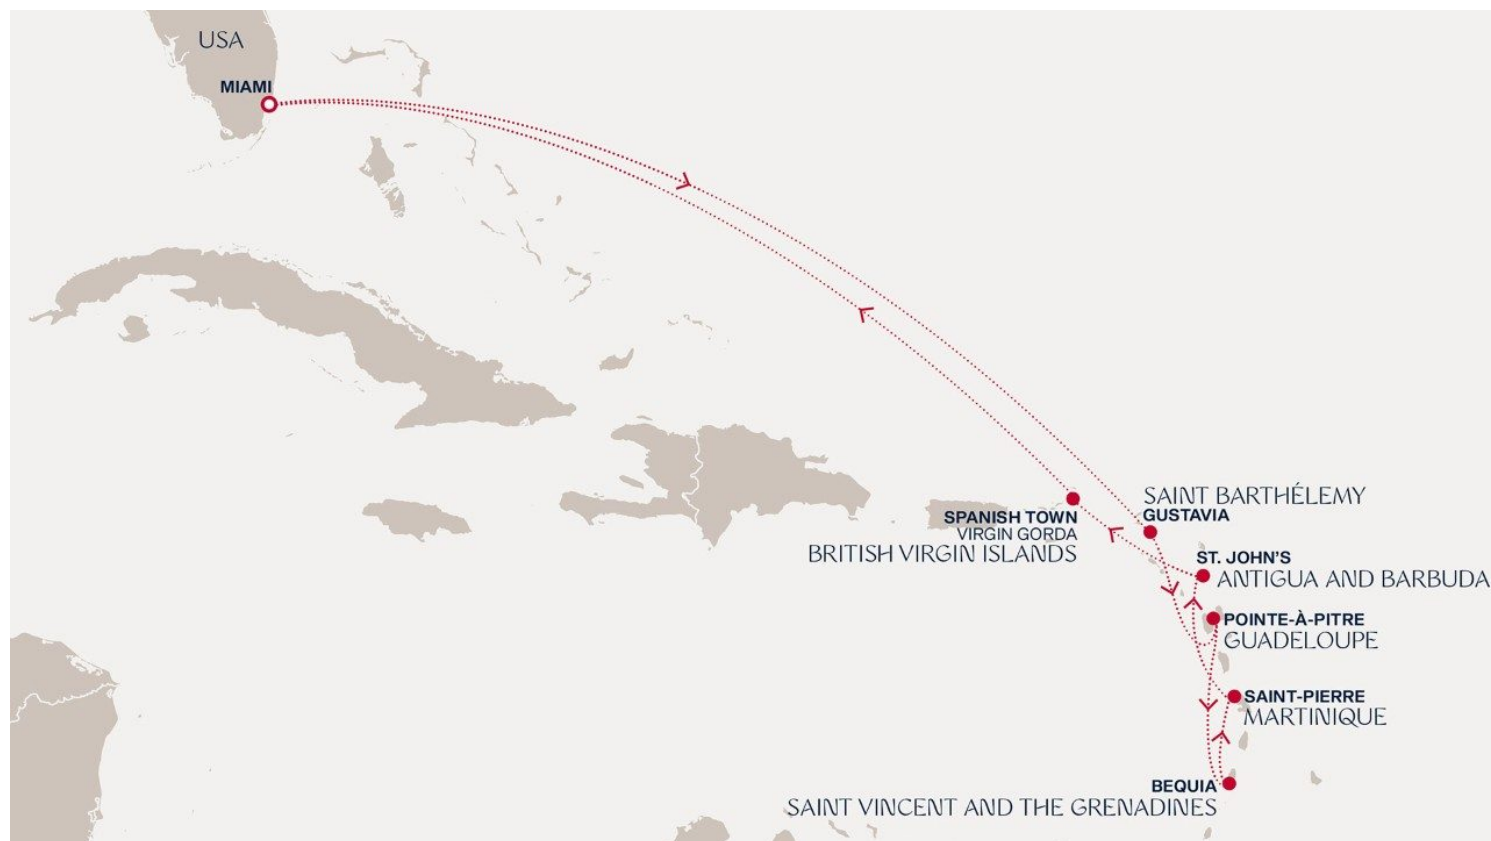 USA
MIAMI
SAINT BARTHÉLEMY
GUSTAVIA
SPANISH TOWN
VIRGIN GORDA
BRITISH VIRGIN ISLANDS
ST. JOHN'S
ANTIGUA AND BARBUDA
POINTE-À-PITRE
GUADELOUPE
SAINT-PIERRE
MARTINIQUE
BEQUIA
SAINT VINCENT AND THE GRENADINES